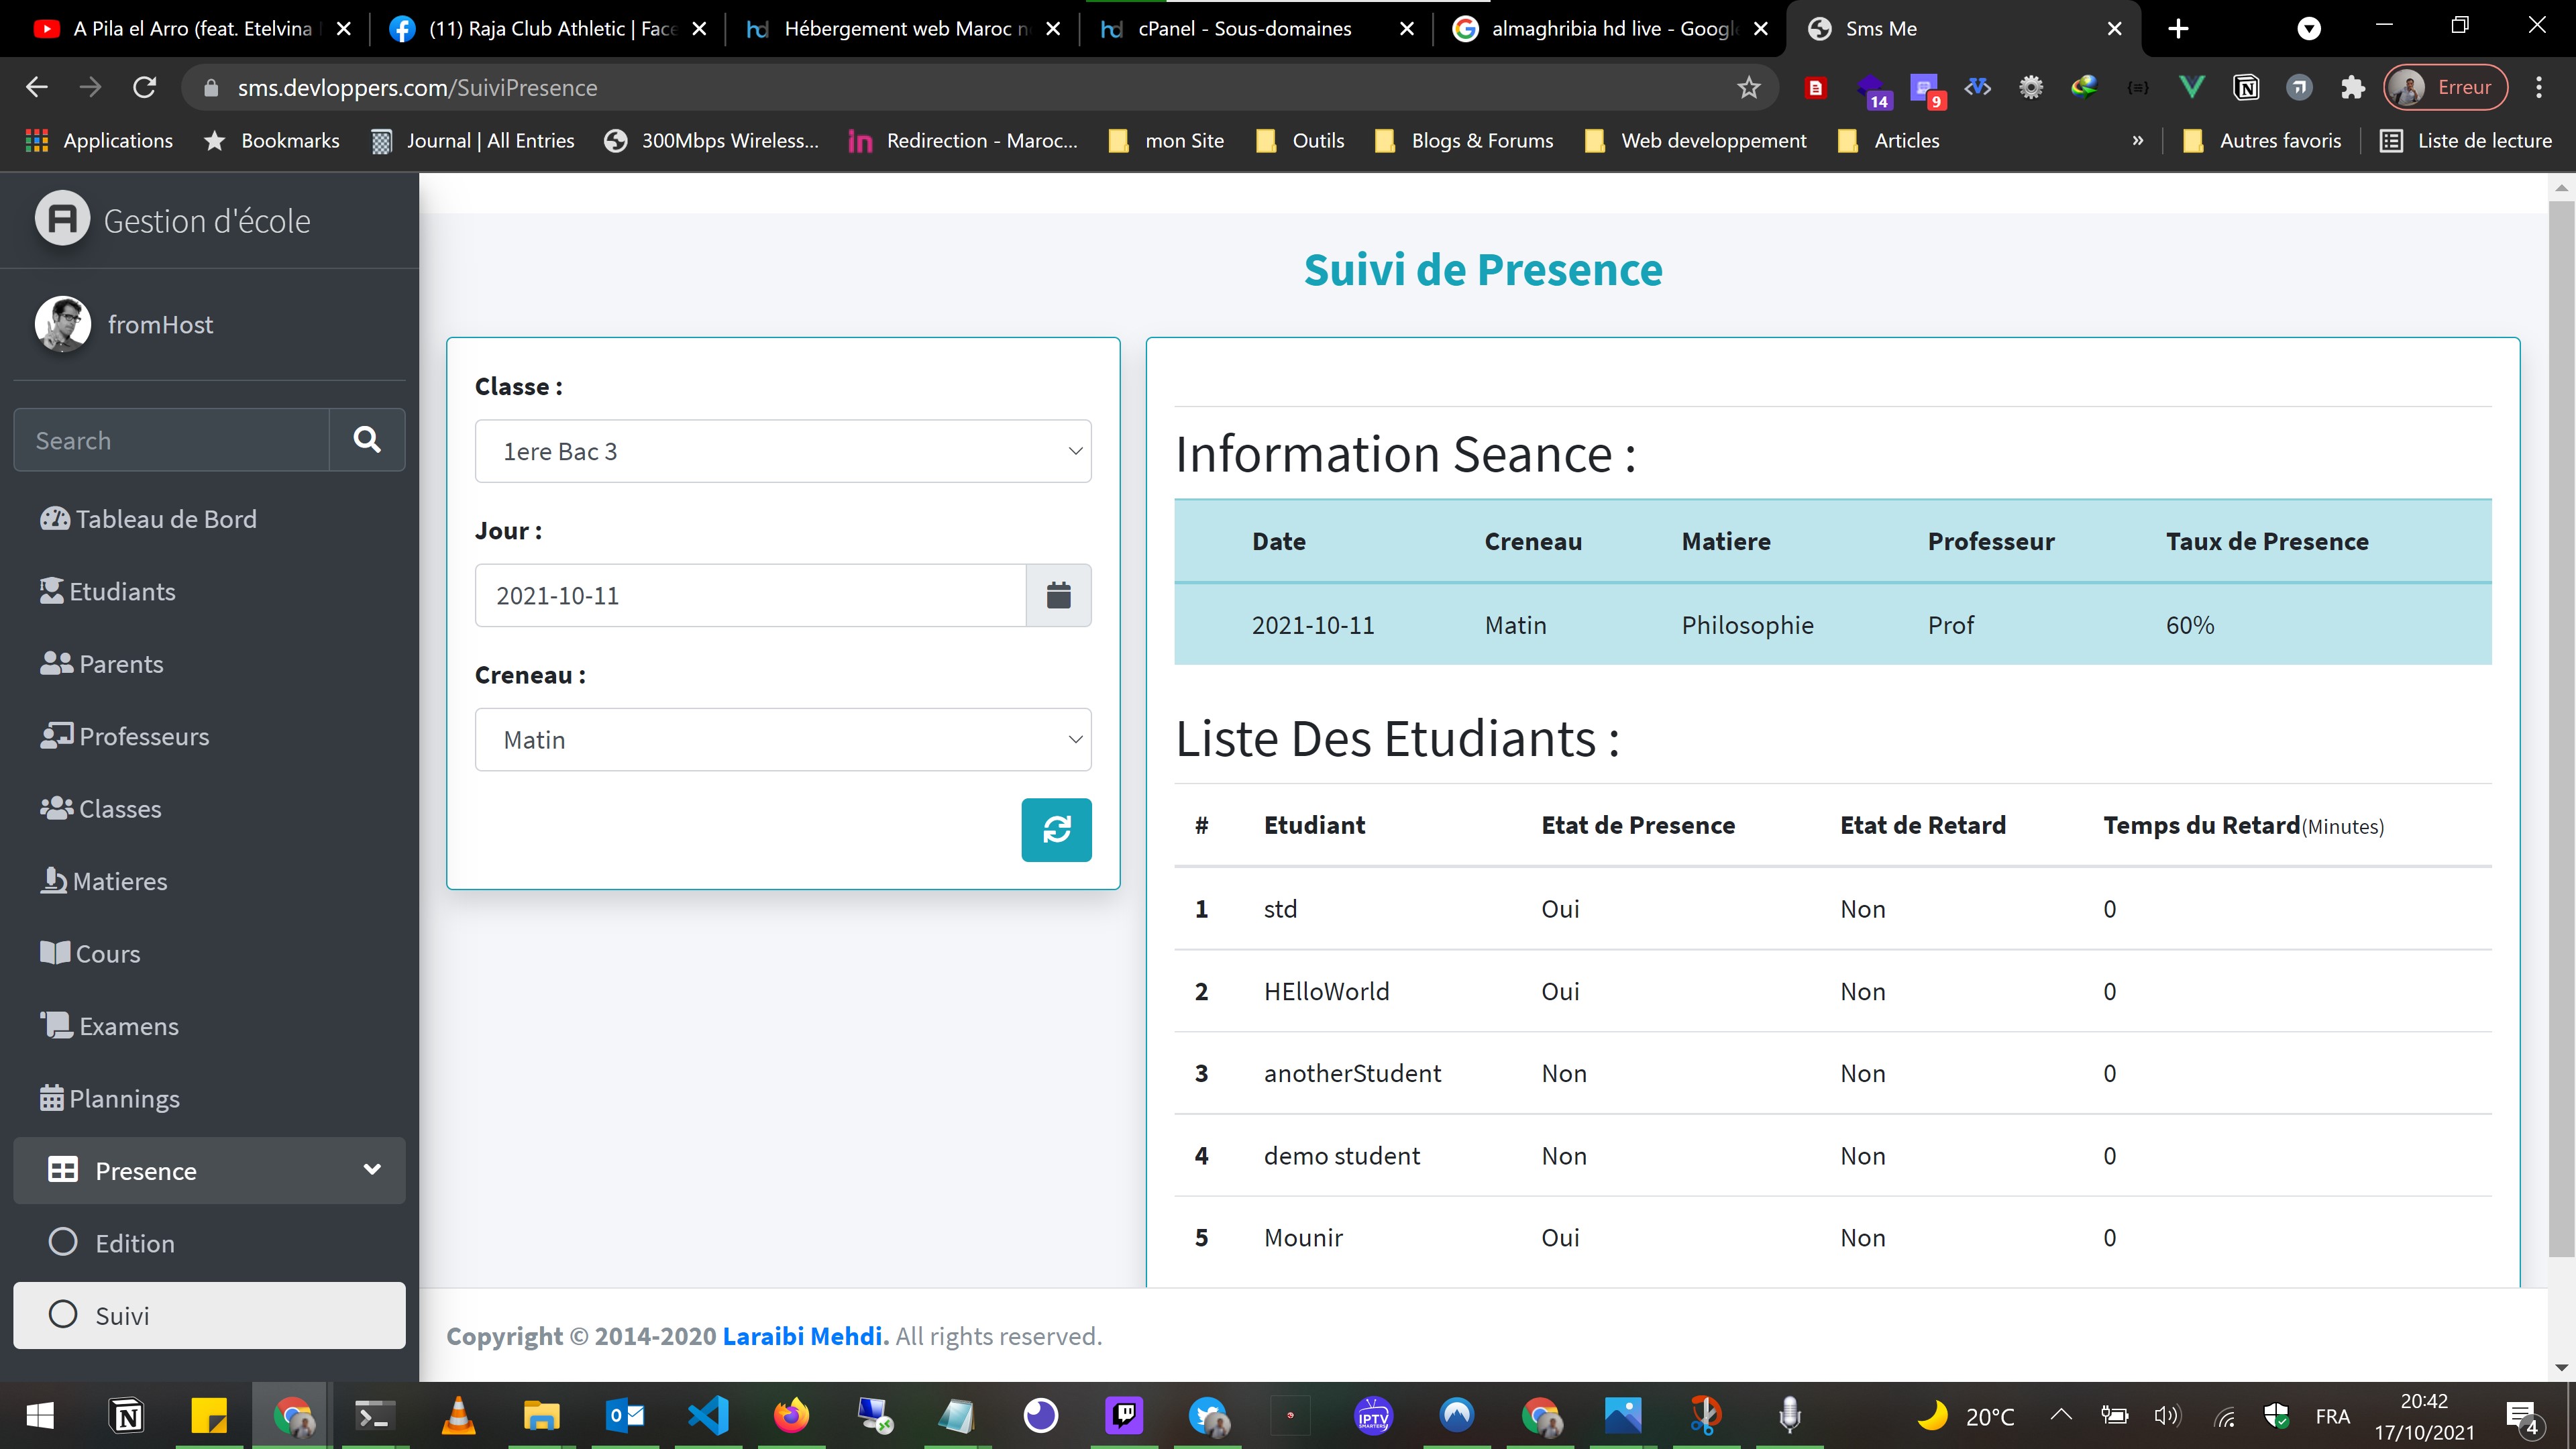 A Pila el Arro (feat. Etelvina
(11) Raja Club Athletic | Face
Hébergement web Maroc n
cPanel - Sous-domaines
almaghribia hd live - Google
Sms Me
sms.devloppers.com/SuiviPresence
14
9
Erreur
Applications
Bookmarks
Journal | All Entries
300Mbps Wireless...
Redirection - Maroc...
mon Site
Outils
Blogs & Forums
Web developpement
Articles
»
Autres favoris
Liste de lecture
Gestion d'école
fromHost
Search
Tableau de Bord
Etudiants
Parents
Professeurs
Classes
Matieres
Cours
Examens
Plannings
Presence
Edition
Suivi
Suivi de Presence
Classe :
1ere Bac 3
Jour :
2021-10-11
Creneau :
Matin
Information Seance :
Date Creneau Matiere Professeur Taux de Presence
2021-10-11 Matin Philosophie Prof 60%
Liste Des Etudiants :
# Etudiant Etat de Presence Etat de Retard Temps du Retard(Minutes)
1 std Oui Non 0
2 HElloWorld Oui Non 0
3 anotherStudent Non Non 0
4 demo student Non Non 0
5 Mounir Oui Non 0
Copyright © 2014-2020 Laraibi Mehdi. All rights reserved.
IPTV
20°C
FRA
20:42
17/10/2021
4